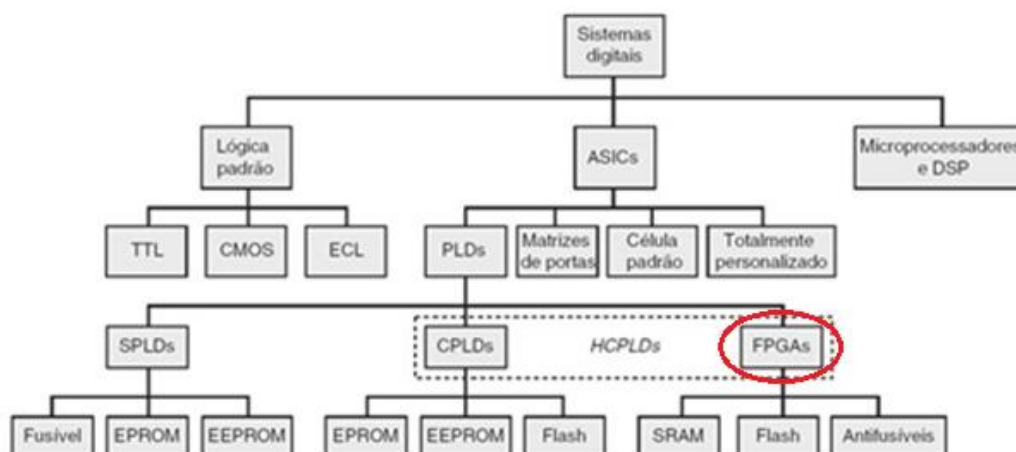 Sistemas
digitais
Lógica
padrão
ASICs
Microprocessadores
e DSP
TTL
CMOS
ECL
PLDs
Matrizes
de portas
Célula
padrão
Totalmente
personalizado
SPLDs
CPLDs
HCPLDs
FPGAs
Fusível
EPROM
EEPROM
EPROM
EEPROM
Flash
SRAM
Flash
Antifusíveis